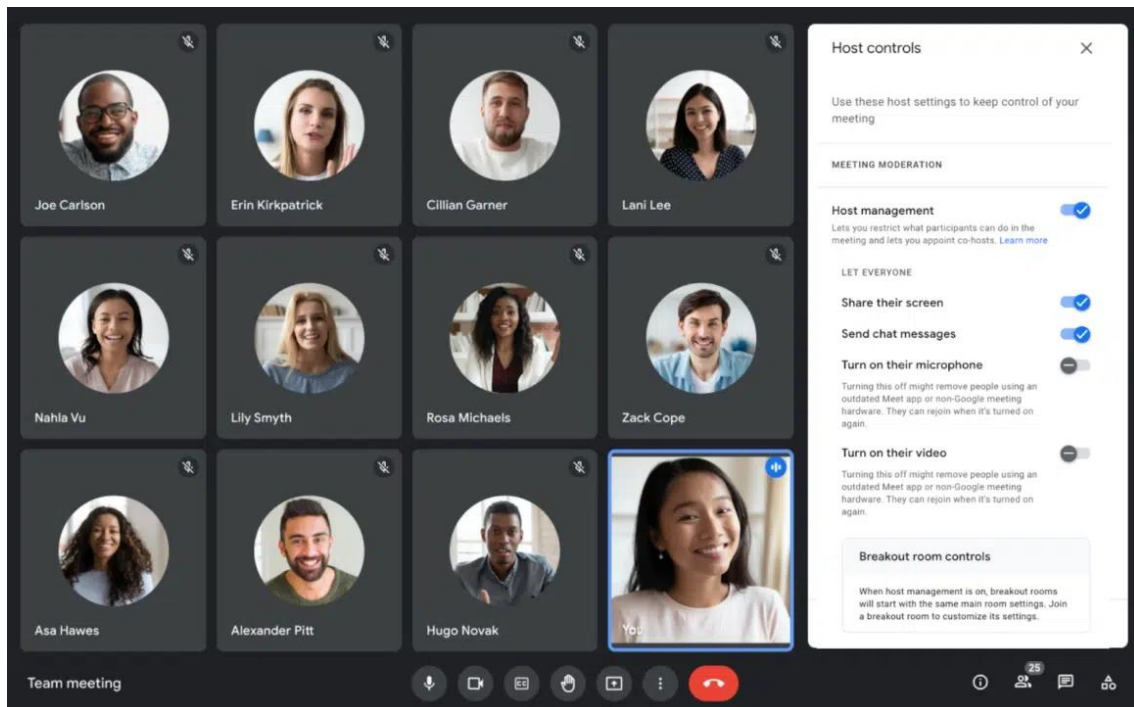 Joe Carlson
Erin Kirkpatrick
Cillian Garner
Lani Lee
Nahla Vu
Lily Smyth
Rosa Michaels
Zack Cope
Asa Hawes
Alexander Pitt
Hugo Novak
You
Host controls
Use these host settings to keep control of your
meeting
MEETING MODERATION
Host management
Lets you restrict what participants can do in the
meeting and lets you appoint co-hosts. Learn more
LET EVERYONE
Share their screen
Send chat messages
Turn on their microphone
Turning this off might remove people using an
outdated Meet app or non-Google meeting
hardware. They can rejoin when it's turned on
again.
Turn on their video
Turning this off might remove people using an
outdated Meet app or non-Google meeting
hardware. They can rejoin when it's turned on
again.
Breakout room controls
When host management is on, breakout rooms
will start with the same main room settings. Join
a breakout room to customize its settings.
Team meeting
CC
25